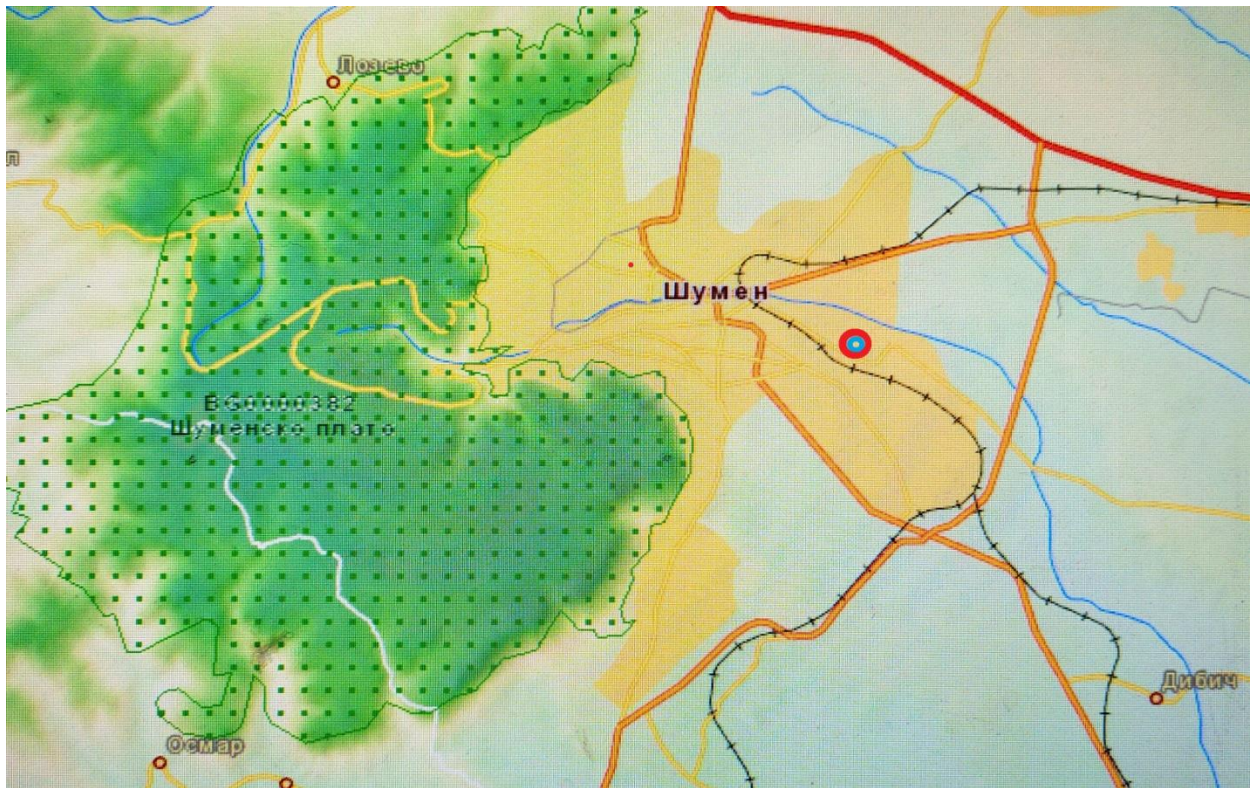 Лозево
л
Шумен
BG0000382
Шуменско плато
Дибич
Осмар